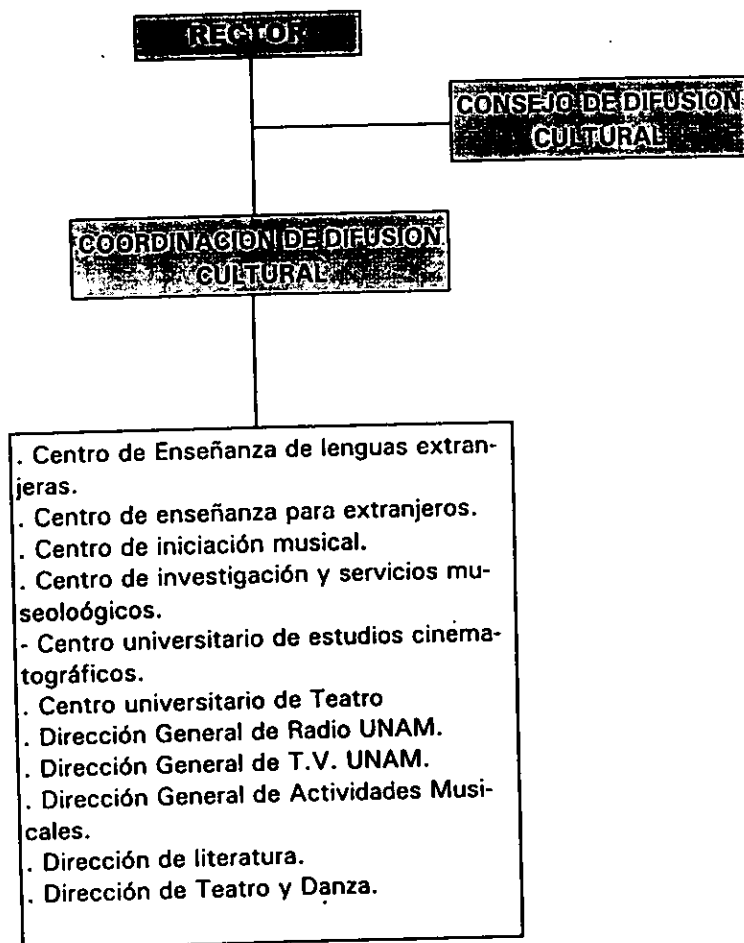 RECTOR
CONSEJO DE DIFUSION
CULTURAL
COORDINACION DE DIFUSION
CULTURAL
. Centro de Enseñanza de lenguas extran-
jeras.
. Centro de enseñanza para extranjeros.
. Centro de iniciación musical.
. Centro de investigación y servicios mu-
seoloógicos.
- Centro universitario de estudios cinema-
tográficos.
. Centro universitario de Teatro
. Dirección General de Radio UNAM.
. Dirección General de T.V. UNAM.
. Dirección General de Actividades Musi-
cales.
. Dirección de literatura.
. Dirección de Teatro y Danza.